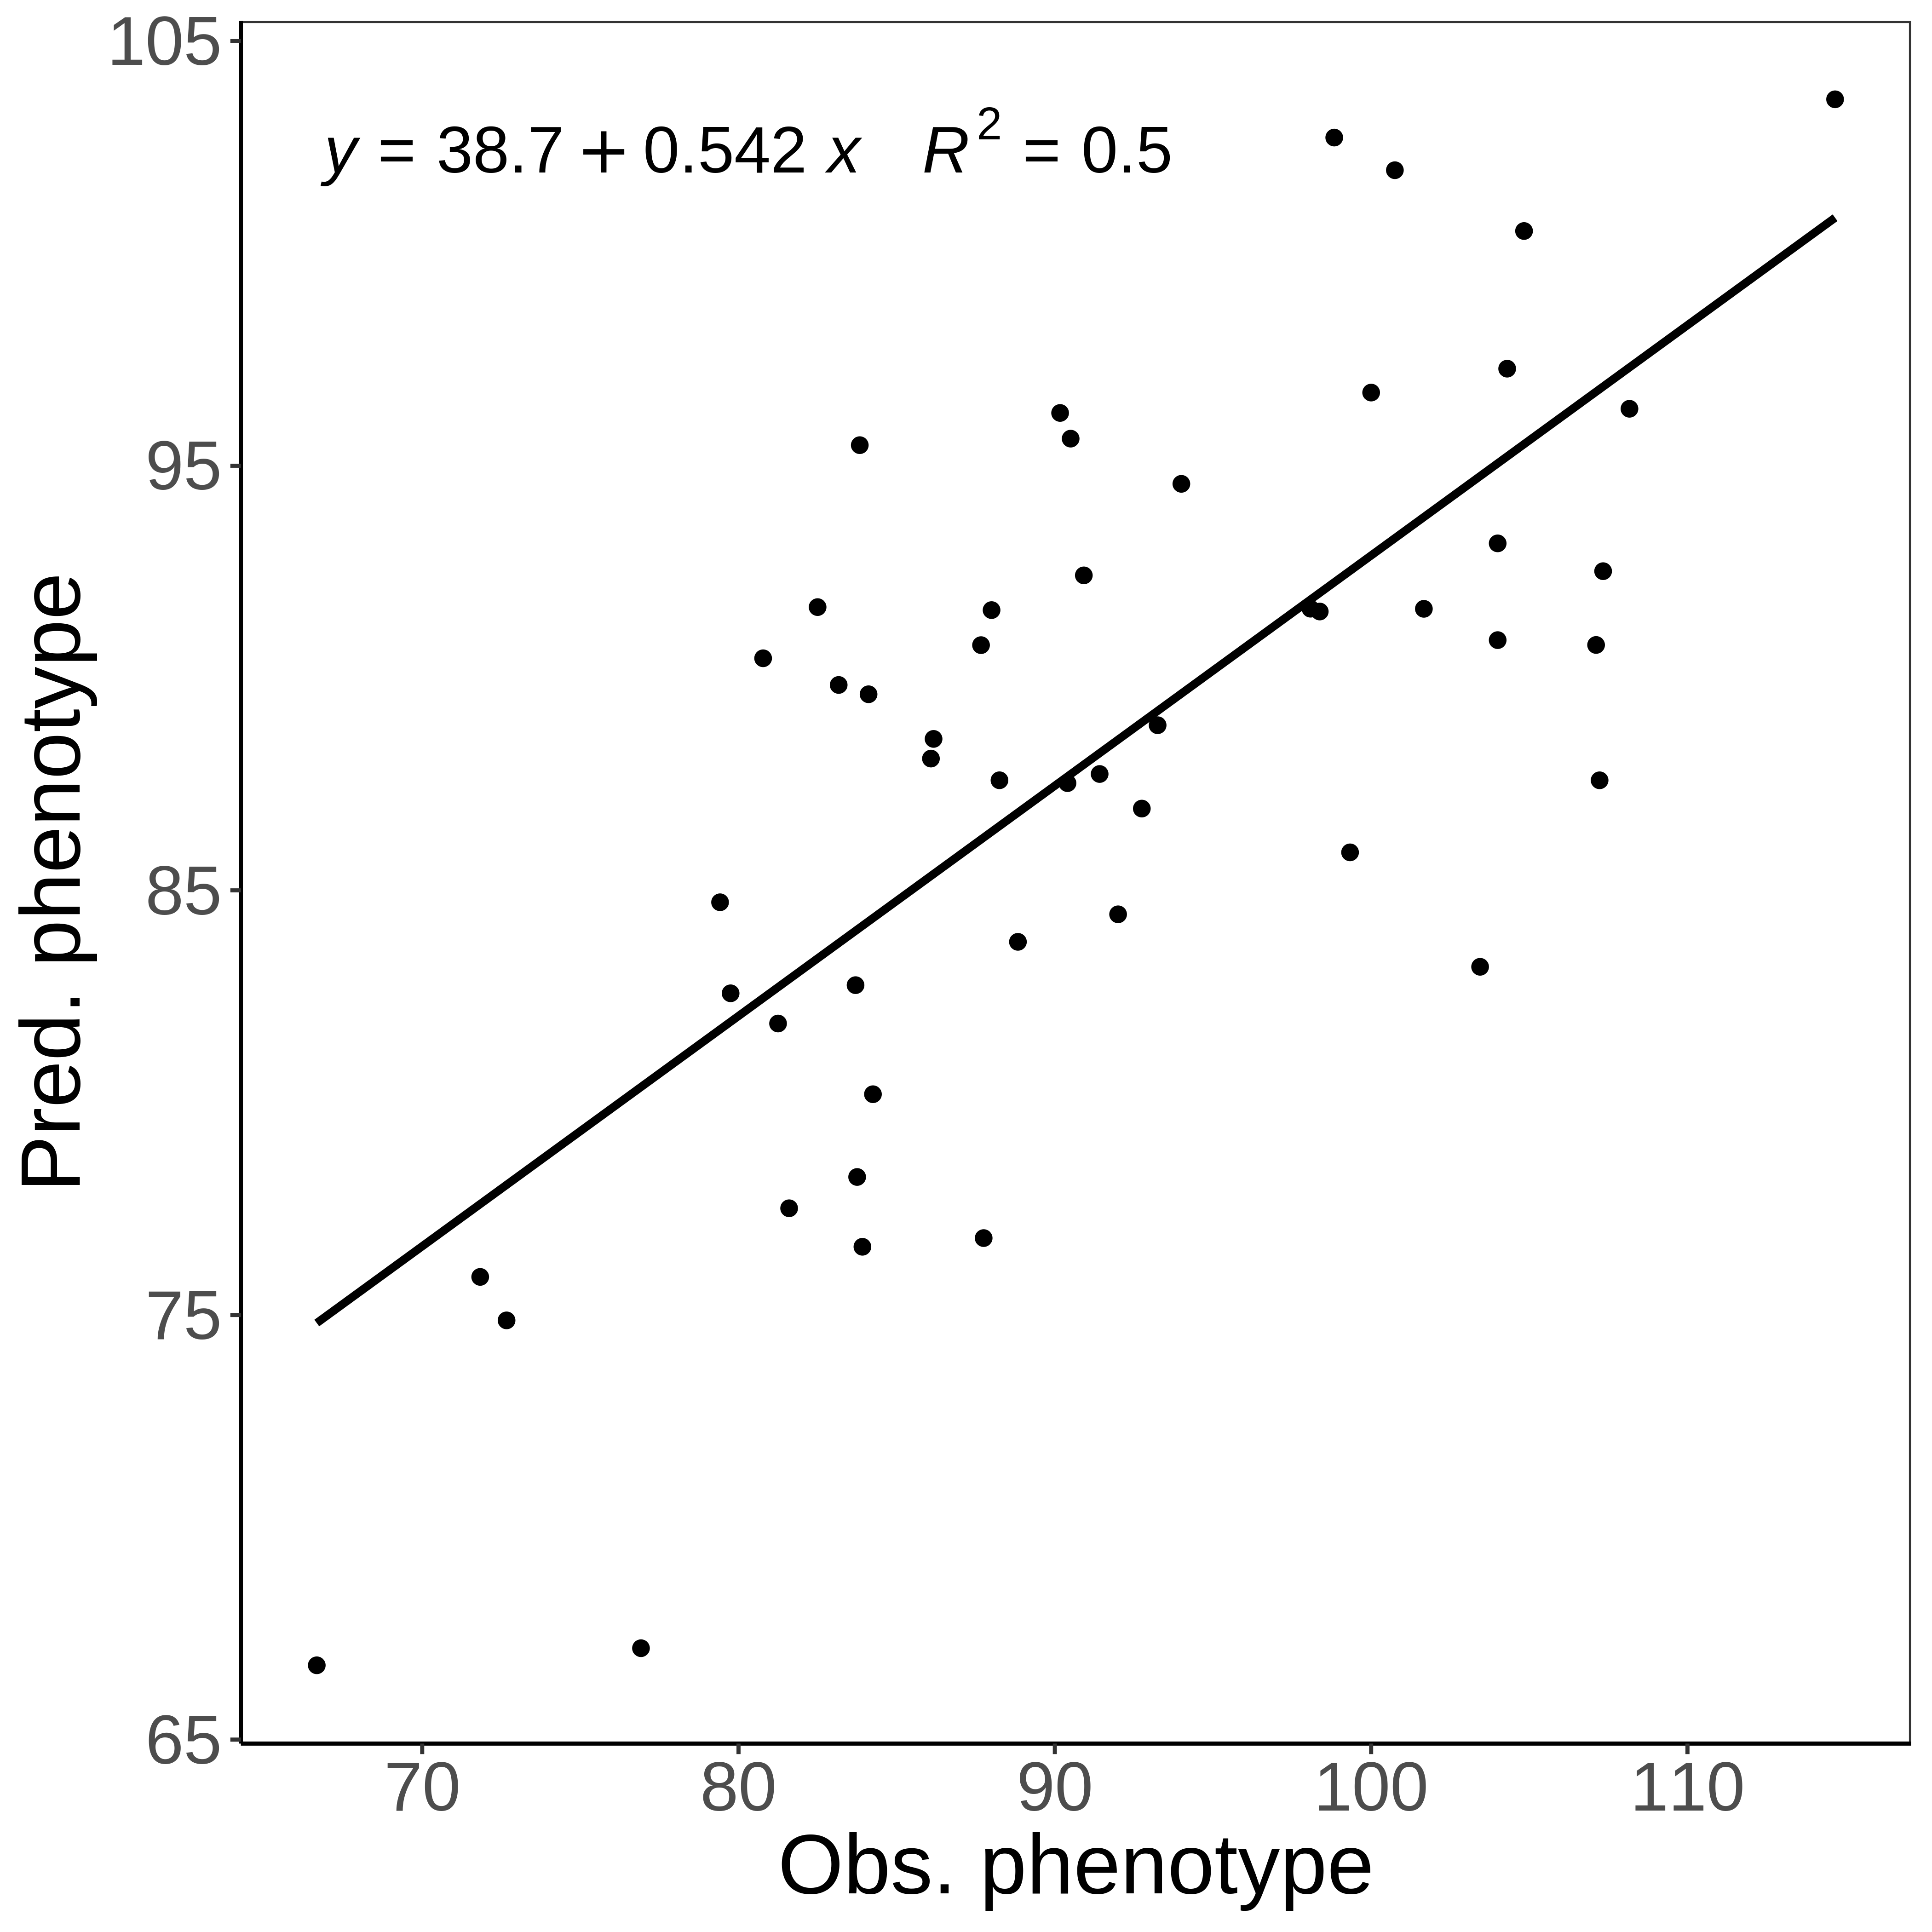 105
y = 38.7 + 0.542 x R² = 0.5
95
85
75
65
Pred. phenotype
70 80 90 100 110
Obs. phenotype